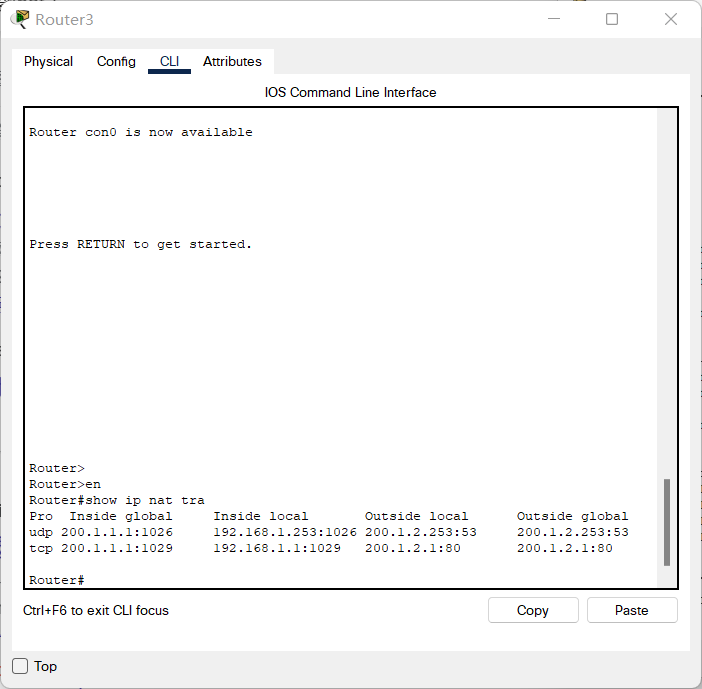 Router3
Physical Config CLI Attributes
IOS Command Line Interface
Router con0 is now available
Press RETURN to get started.
Router>
Router>en
Router#show ip nat tra
Pro  Inside global     Inside local       Outside local      Outside global
udp 200.1.1.1:1026     192.168.1.253:1026 200.1.2.253:53     200.1.2.253:53
tcp 200.1.1.1:1029     192.168.1.1:1029   200.1.2.1:80       200.1.2.1:80
Router#
Ctrl+F6 to exit CLI focus
Copy Paste
Top